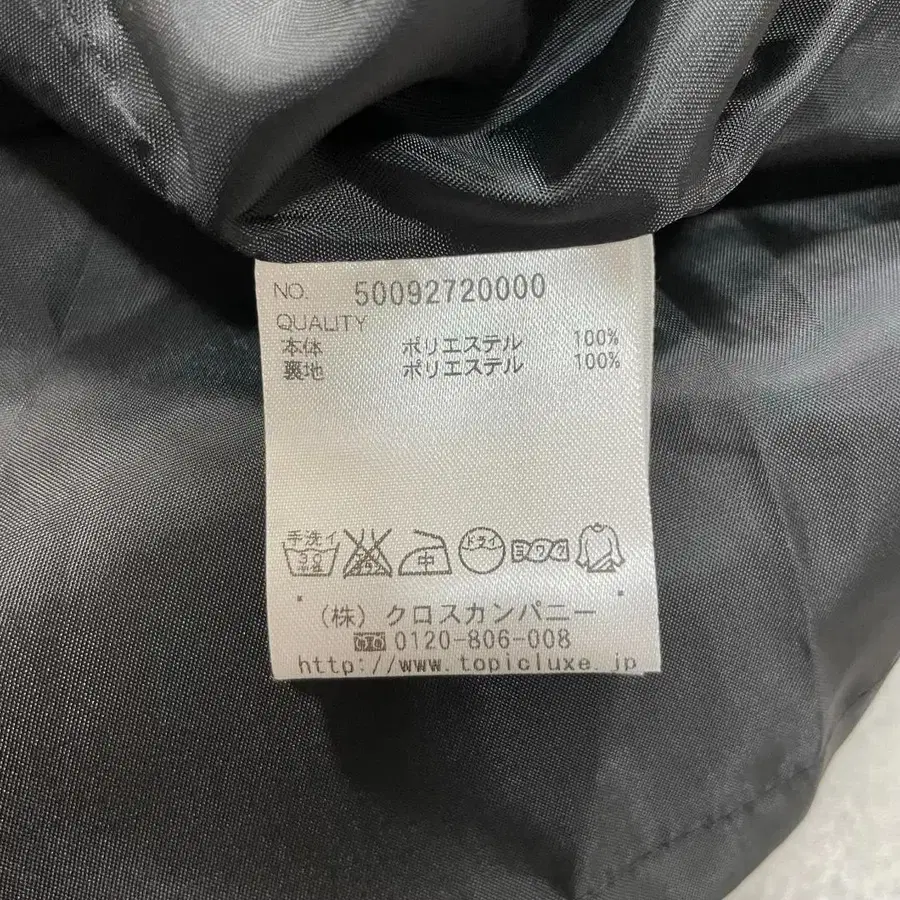 NO. 50092720000
QUALITY
本体 ポリエステル 100%
裏地 ポリエステル 100%
手洗イ 30 中 ドライ
(株) クロスカンパニー
0120-806-008
http://www.topicluxe.jp